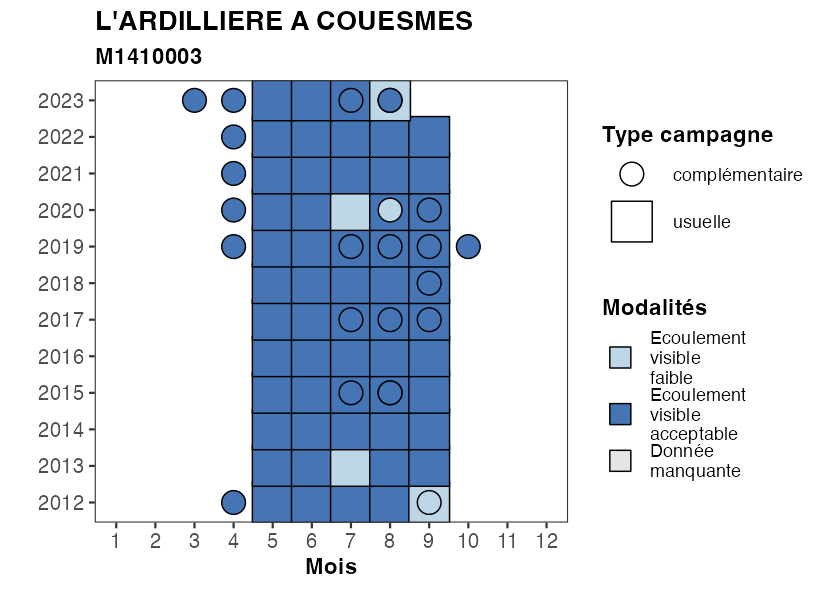 L'ARDILLIERE A COUESMES
M1410003
2023
2022
2021
2020
2019
2018
2017
2016
2015
2014
2013
2012
1 2 3 4 5 6 7 8 9 10 11 12
Mois
Type campagne
complémentaire
usuelle
Modalités
Ecoulement
visible
faible
Ecoulement
visible
acceptable
Donnée
manquante